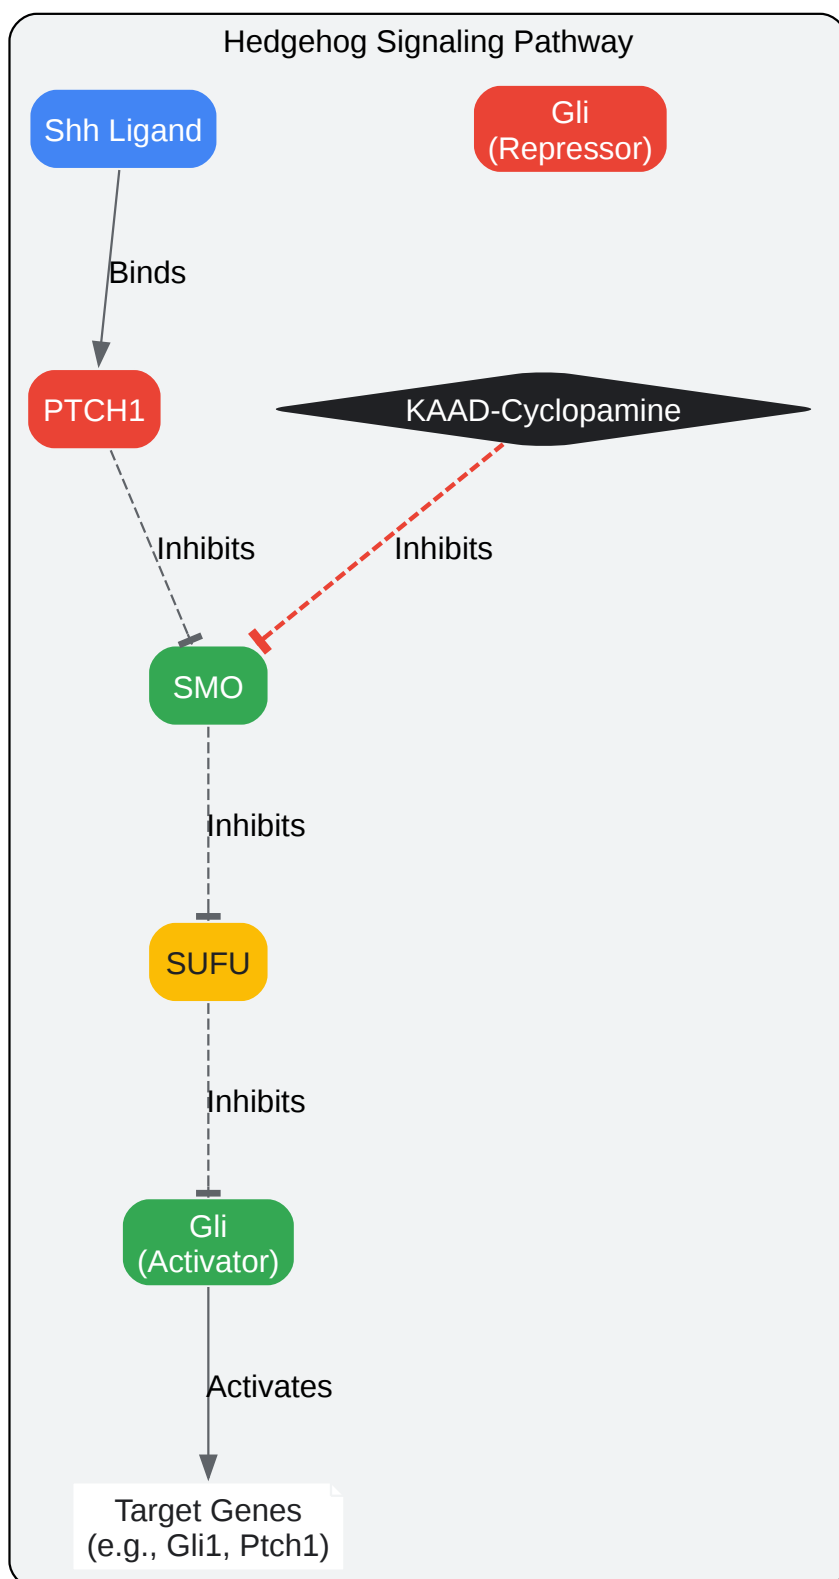 Hedgehog Signaling Pathway
Shh Ligand
Gli
(Repressor)
Binds
PTCH1
KAAD-Cyclopamine
Inhibits
Inhibits
SMO
Inhibits
SUFU
Inhibits
Gli
(Activator)
Activates
Target Genes
(e.g., Gli1, Ptch1)